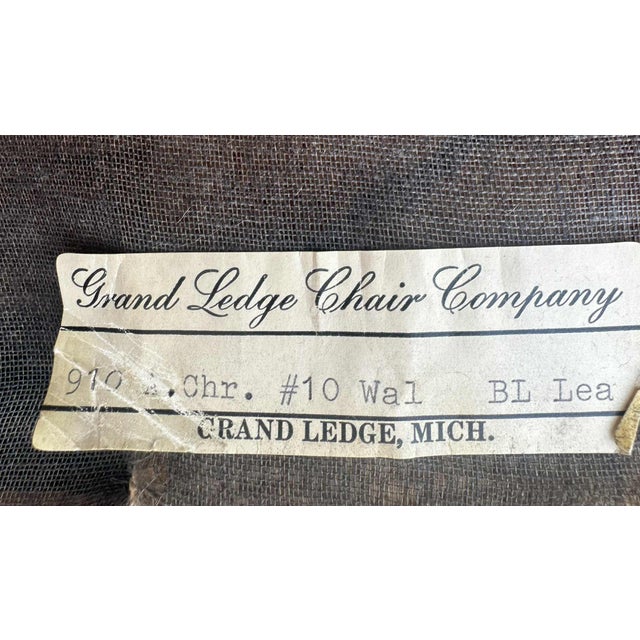 Grand Ledge Chair Company
910 A.Chr. #10 Wal BL Lea
GRAND LEDGE, MICH.